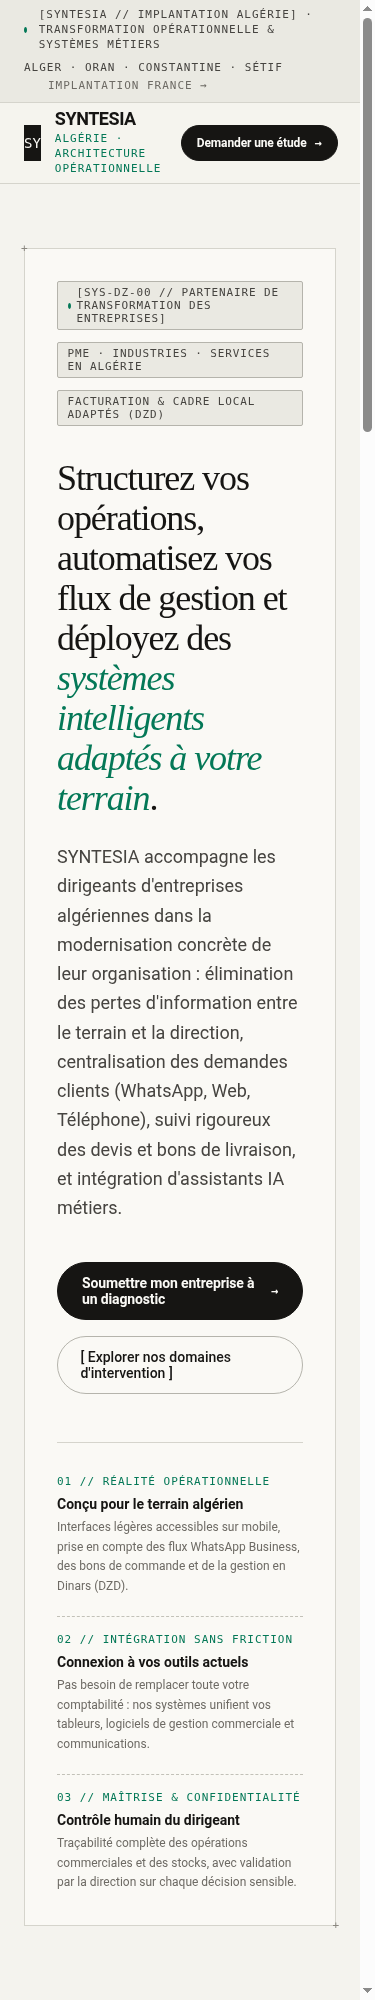 [SYNTESIA // IMPLANTATION ALGÉRIE] ·
TRANSFORMATION OPÉRATIONNELLE &
SYSTÈMES MÉTIERS
ALGER · ORAN · CONSTANTINE · SÉTIF
IMPLANTATION FRANCE →
SY
SYNTESIA
ALGÉRIE ·
ARCHITECTURE
OPÉRATIONNELLE
Demander une étude →
[SYS-DZ-00 // PARTENAIRE DE
TRANSFORMATION DES
ENTREPRISES]
PME · INDUSTRIES · SERVICES
EN ALGÉRIE
FACTURATION & CADRE LOCAL
ADAPTÉS (DZD)
Structurez vos
opérations,
automatisez vos
flux de gestion et
déployez des
systèmes
intelligents
adaptés à votre
terrain.
SYNTESIA accompagne les
dirigeants d'entreprises
algériennes dans la
modernisation concrète de
leur organisation : élimination
des pertes d'information entre
le terrain et la direction,
centralisation des demandes
clients (WhatsApp, Web,
Téléphone), suivi rigoureux
des devis et bons de livraison,
et intégration d'assistants IA
métiers.
Soumettre mon entreprise à
un diagnostic →
[ Explorer nos domaines
d'intervention ]
01 // RÉALITÉ OPÉRATIONNELLE
Conçu pour le terrain algérien
Interfaces légères accessibles sur mobile,
prise en compte des flux WhatsApp Business,
des bons de commande et de la gestion en
Dinars (DZD).
02 // INTÉGRATION SANS FRICTION
Connexion à vos outils actuels
Pas besoin de remplacer toute votre
comptabilité : nos systèmes unifient vos
tableurs, logiciels de gestion commerciale et
communications.
03 // MAÎTRISE & CONFIDENTIALITÉ
Contrôle humain du dirigeant
Traçabilité complète des opérations
commerciales et des stocks, avec validation
par la direction sur chaque décision sensible.